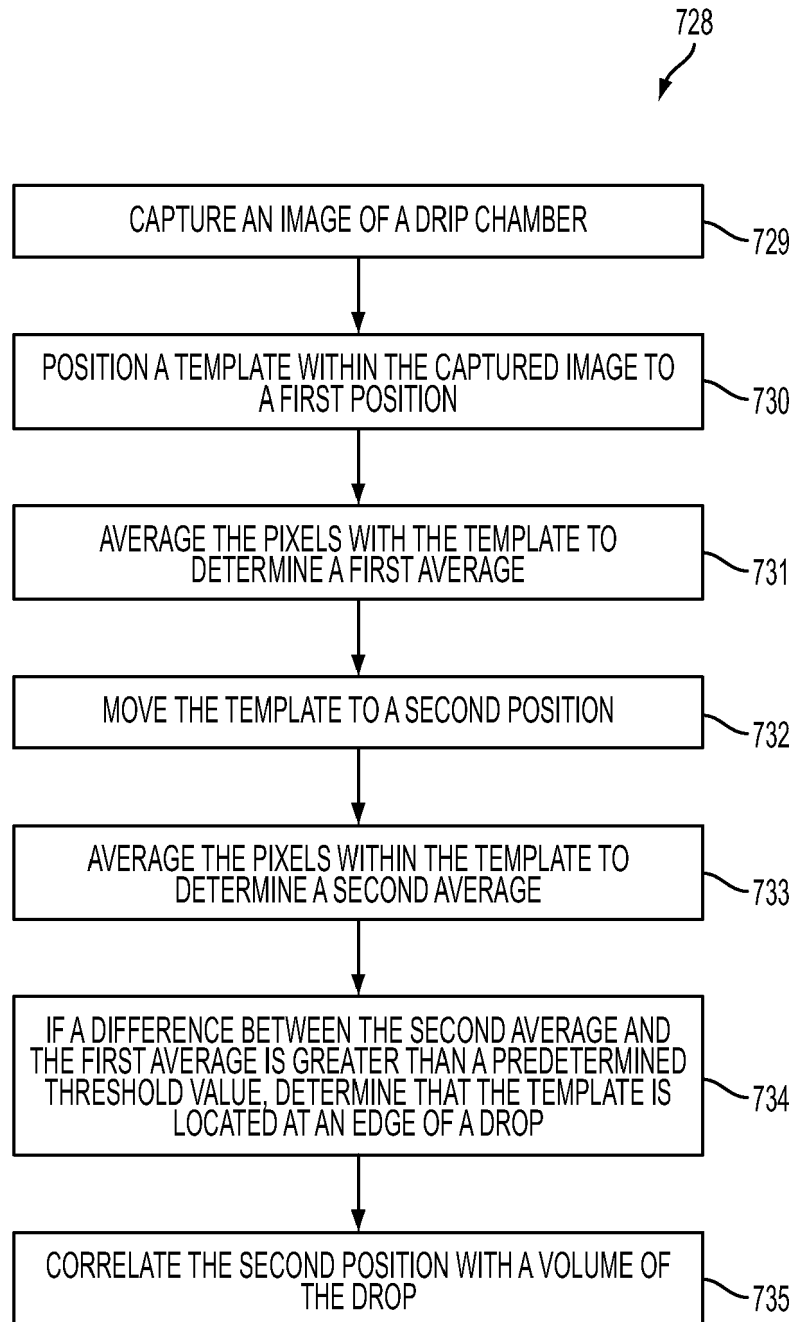 728
CAPTURE AN IMAGE OF A DRIP CHAMBER
729
POSITION A TEMPLATE WITHIN THE CAPTURED IMAGE TO
A FIRST POSITION
730
AVERAGE THE PIXELS WITH THE TEMPLATE TO
DETERMINE A FIRST AVERAGE
731
MOVE THE TEMPLATE TO A SECOND POSITION
732
AVERAGE THE PIXELS WITHIN THE TEMPLATE TO
DETERMINE A SECOND AVERAGE
733
IF A DIFFERENCE BETWEEN THE SECOND AVERAGE AND
THE FIRST AVERAGE IS GREATER THAN A PREDETERMINED
THRESHOLD VALUE, DETERMINE THAT THE TEMPLATE IS
LOCATED AT AN EDGE OF A DROP
734
CORRELATE THE SECOND POSITION WITH A VOLUME OF
THE DROP
735